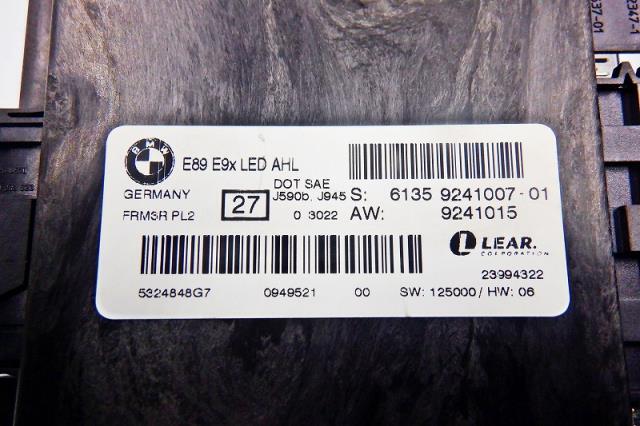 BMW
E89 E9x LED AHL
GERMANY
FRM3R PL2
27
DOT SAE
J590b, J945
0 3022
S: 6135 9241007-01
AW: 9241015
LEAR.
CORPORATION
23994322
5324848G7 0949521 00 SW: 125000 / HW: 06